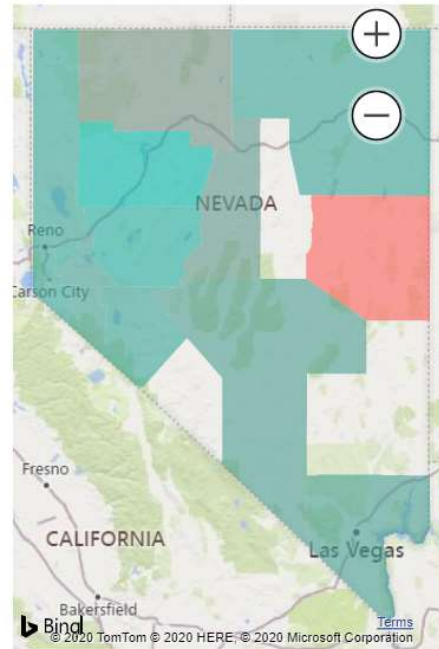 +
−
NEVADA
Reno
Carson City
Fresno
CALIFORNIA
Las Vegas
Bakersfield
Bing
Terms
© 2020 TomTom © 2020 HERE, © 2020 Microsoft Corporation